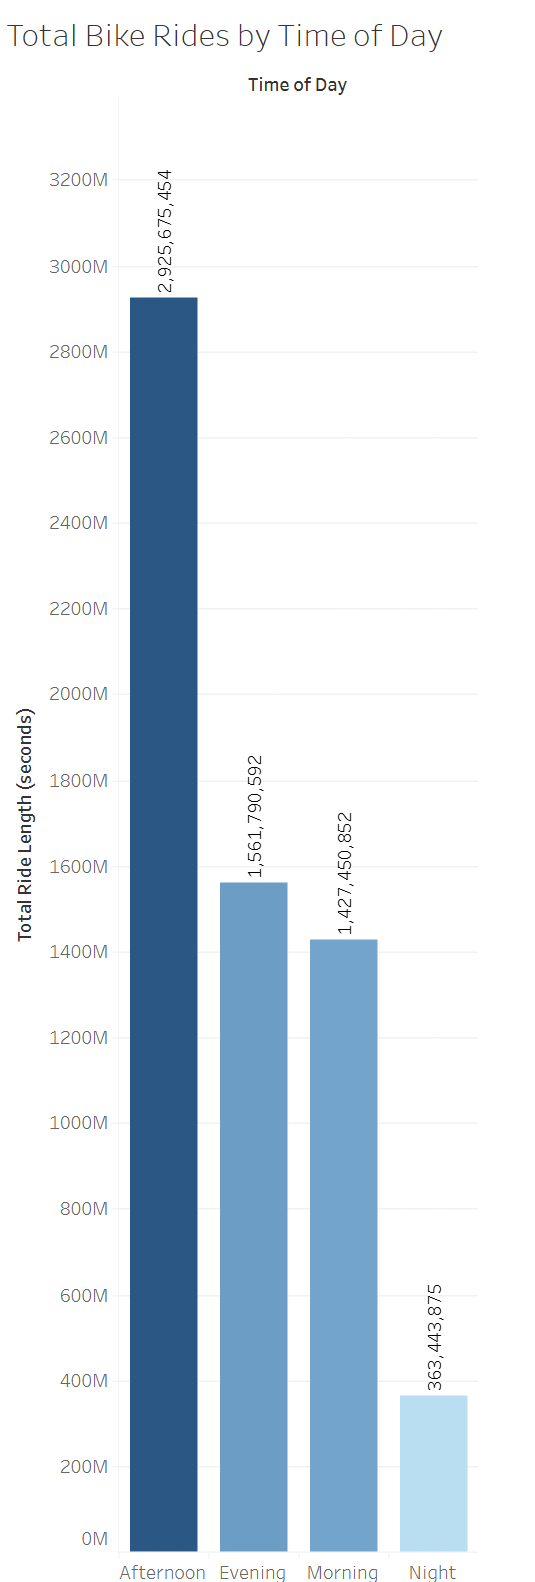 Total Bike Rides by Time of Day
Time of Day
Total Ride Length (seconds)
3200M
3000M
2800M
2600M
2400M
2200M
2000M
1800M
1600M
1400M
1200M
1000M
800M
600M
400M
200M
0M
2,925,675,454
1,561,790,592
1,427,450,852
363,443,875
Afternoon Evening Morning Night